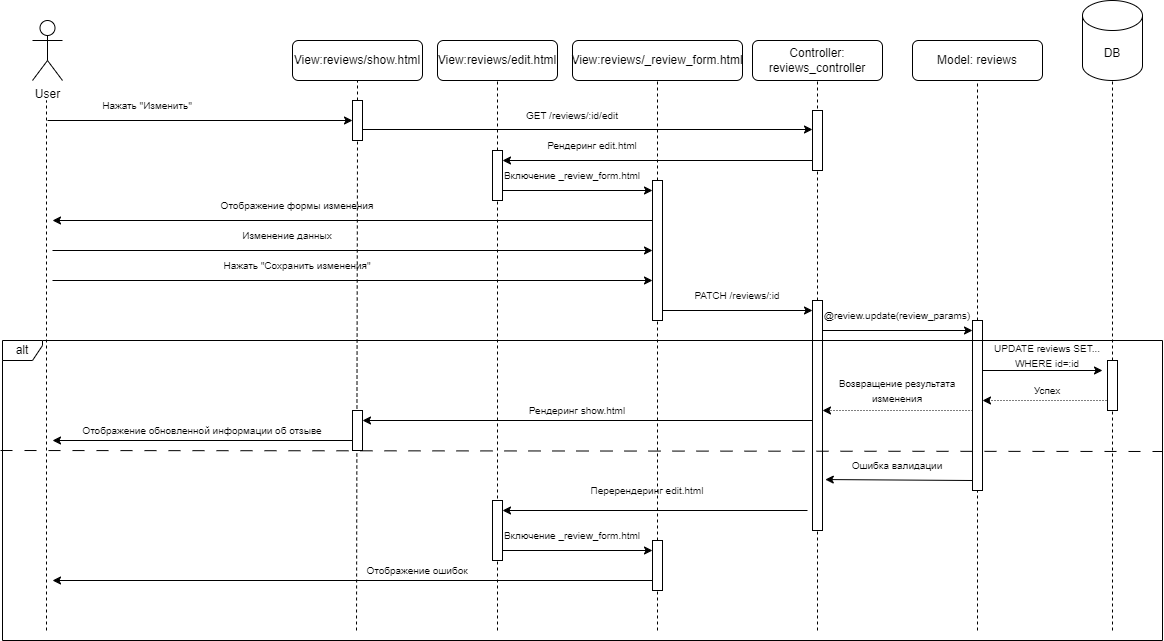 User
View:reviews/show.html
View:reviews/edit.html
View:reviews/_review_form.html
Controller:
reviews_controller
Model: reviews
DB
Нажать "Изменить"
GET /reviews/:id/edit
Рендеринг edit.html
Включение _review_form.html
Отображение формы изменения
Изменение данных
Нажать "Сохранить изменения"
PATCH /reviews/:id
@review.update(review_params)
alt
UPDATE reviews SET...
WHERE id=:id
Успех
Возвращение результата
изменения
Рендеринг show.html
Отображение обновленной информации об отзыве
Ошибка валидации
Перерендеринг edit.html
Включение _review_form.html
Отображение ошибок